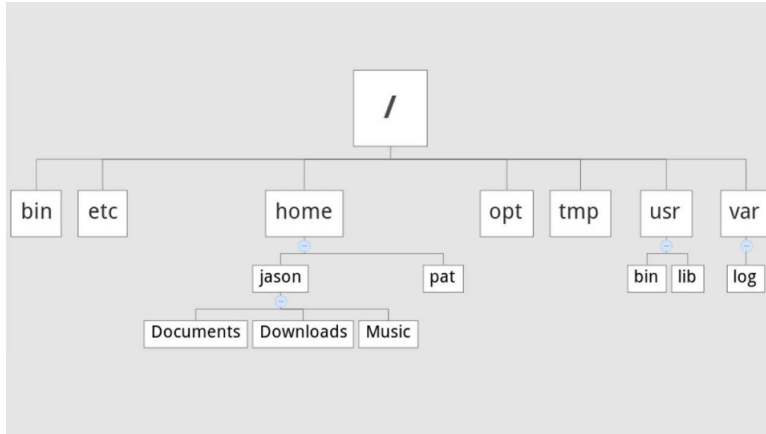 /
bin etc home opt tmp usr var
jason pat bin lib log
Documents Downloads Music